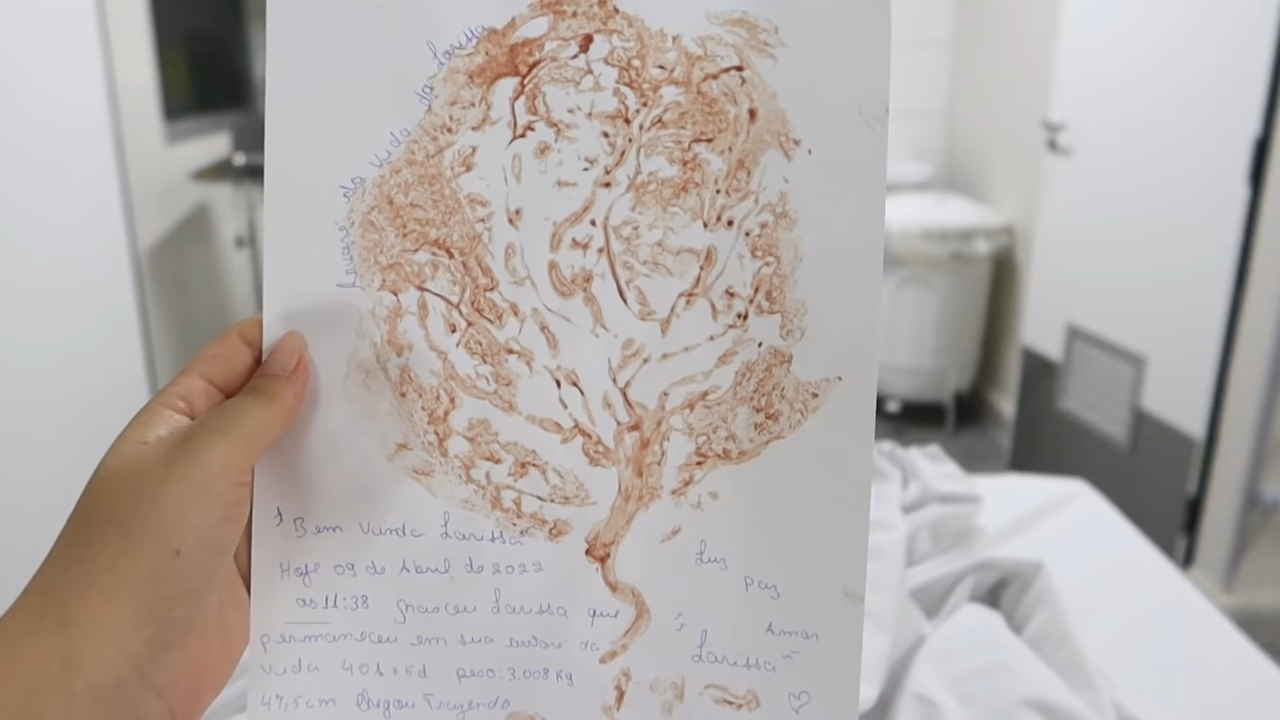 Arvore da Vida da Larissa
Bem Vinda Larissa
Hoje 09 de Abril de 2022
as 11:38 nasceu Larissa que
permaneceu em sua arvore da
vida 40s+5d peso: 3.008 Kg
47,5cm Chegou Trazendo
Luz
Paz
Amor
Larissa